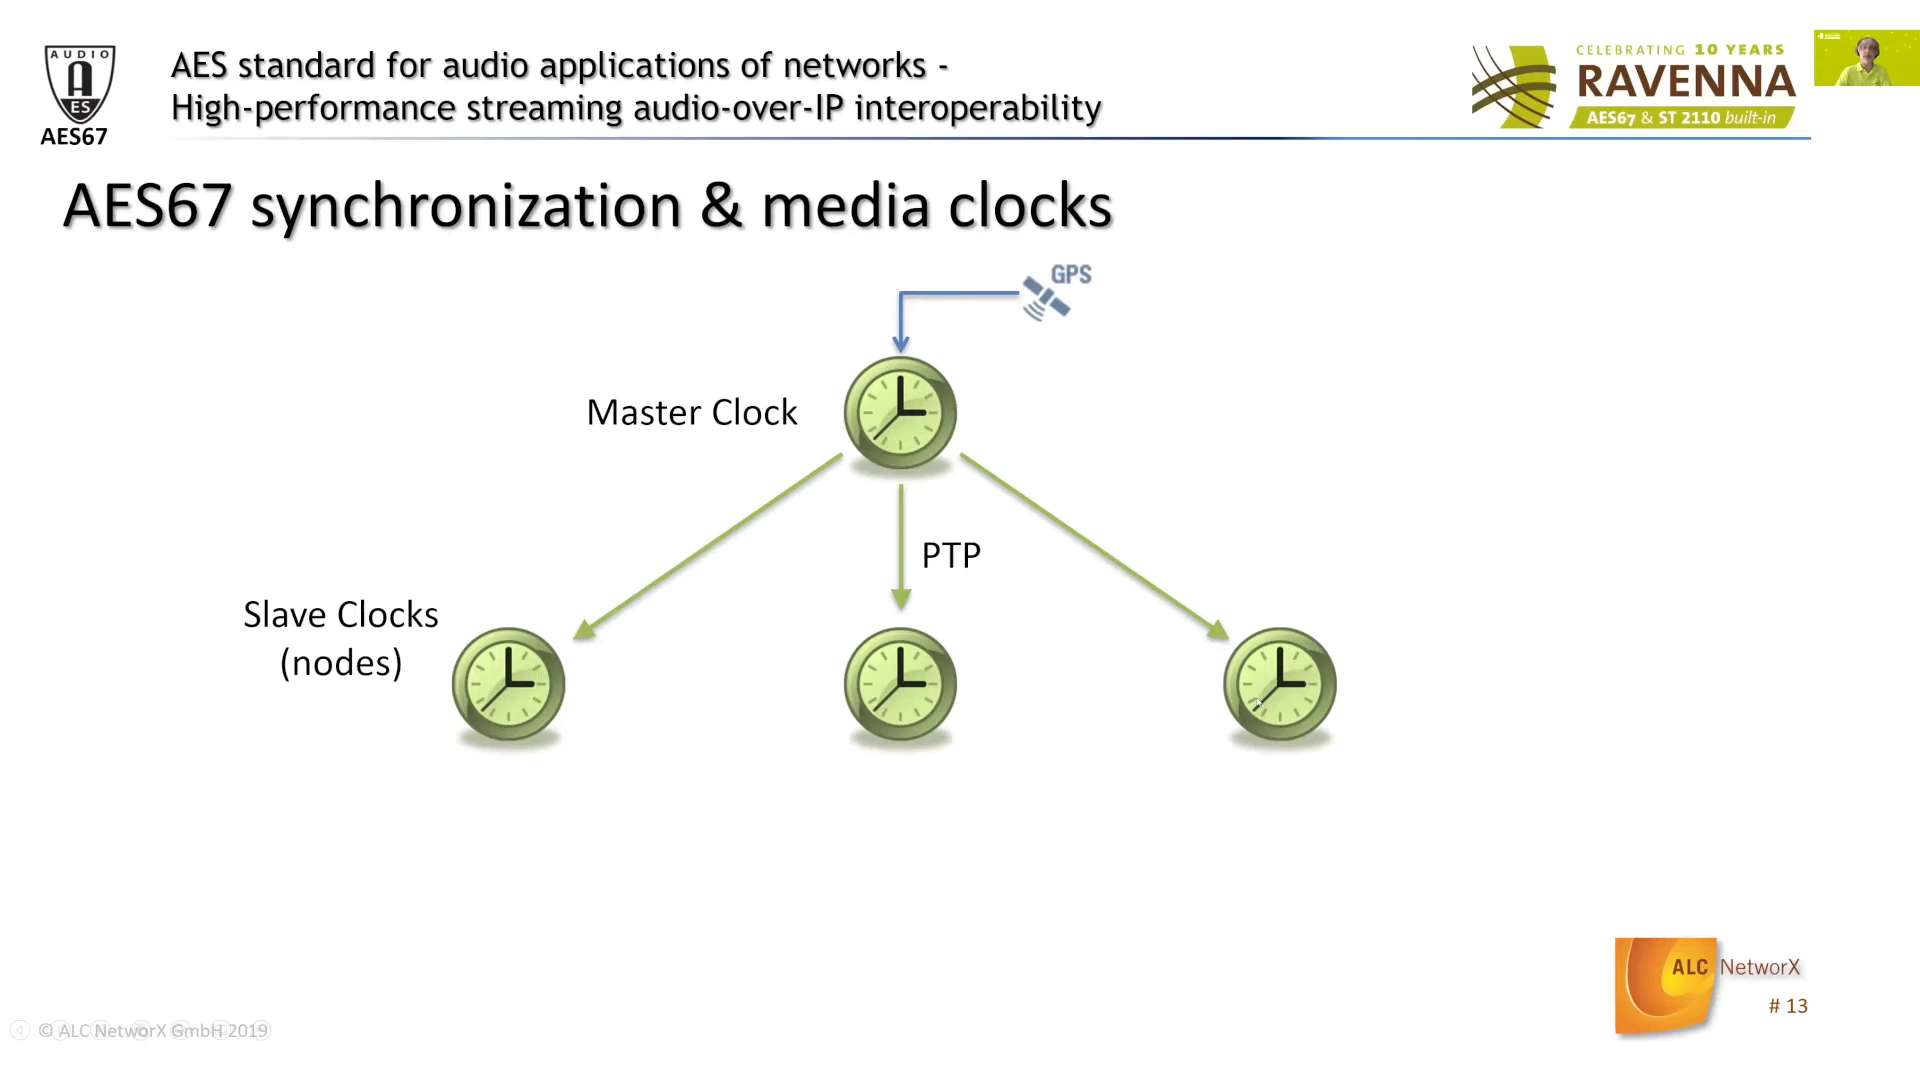 AUDIO
A
ES
AES67
AES standard for audio applications of networks -
High-performance streaming audio-over-IP interoperability
CELEBRATING 10 YEARS
RAVENNA
AES67 & ST 2110 built-in
AES67 synchronization & media clocks
GPS
Master Clock
PTP
Slave Clocks
(nodes)
ALC NetworX
# 13
© ALC NetworX GmbH 2019